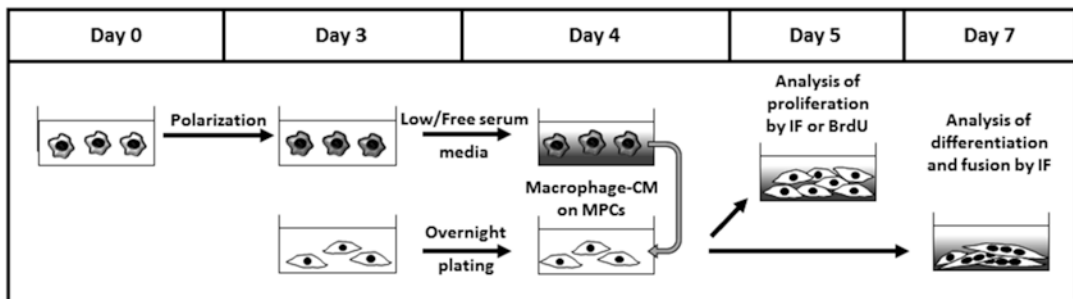 Day 0
Day 3
Day 4
Day 5
Day 7
Polarization
Low/Free serum
media
Macrophage-CM
on MPCs
Overnight
plating
Analysis of
proliferation
by IF or BrdU
Analysis of
differentiation
and fusion by IF